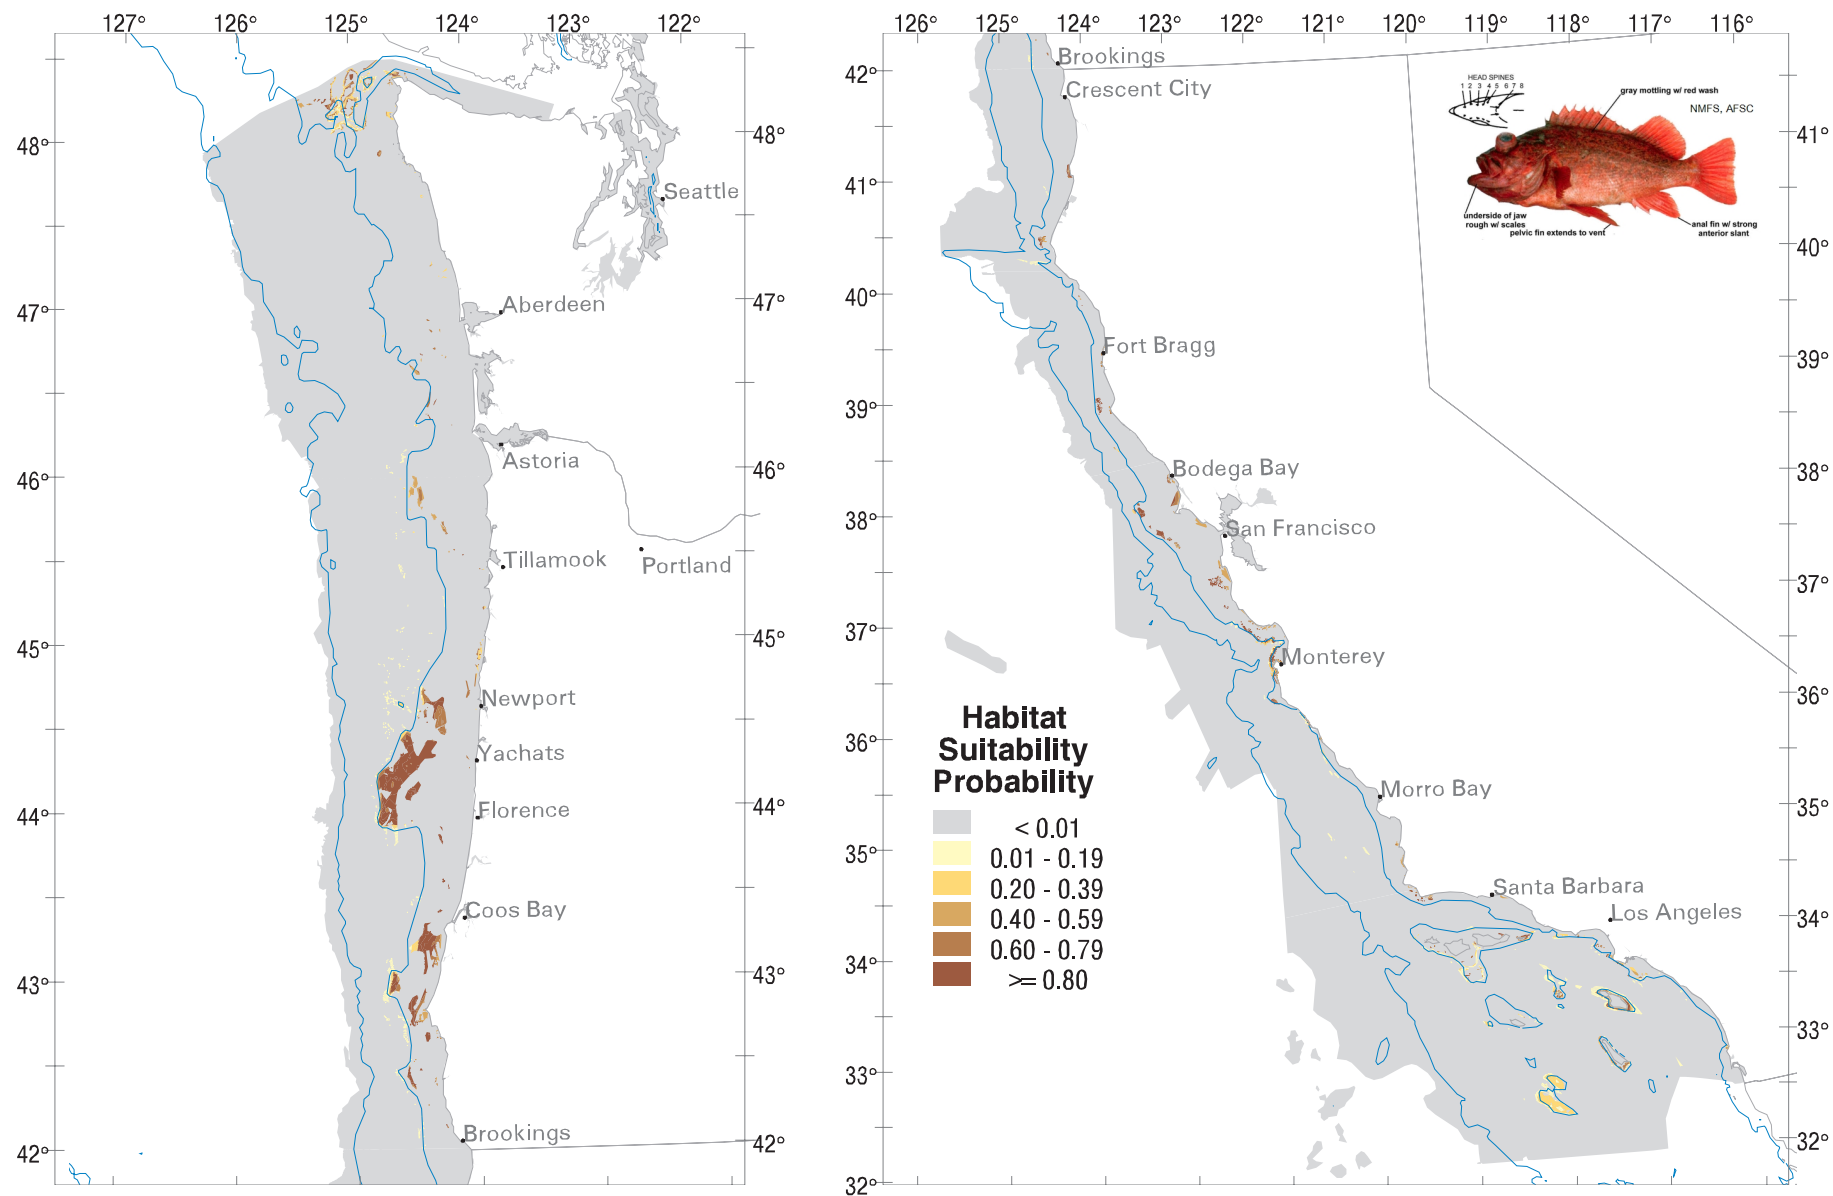 127° 126° 125° 124° 123° 122°
48°
47°
46°
45°
44°
43°
42°
48°
47°
46°
45°
44°
43°
42°
Seattle
Aberdeen
Astoria
Tillamook
Portland
Newport
Yachats
Florence
Coos Bay
Brookings
126° 125° 124° 123° 122° 121° 120° 119° 118° 117° 116°
42°
41°
40°
39°
38°
37°
36°
35°
34°
33°
32°
41°
40°
39°
38°
37°
36°
35°
34°
33°
32°
Brookings
Crescent City
Fort Bragg
Bodega Bay
San Francisco
Monterey
Morro Bay
Santa Barbara
Los Angeles
HEAD SPINES
1 2 3 4 5 6 7 8
gray mottling w/ red wash
NMFS, AFSC
underside of jaw
rough w/ scales
pelvic fin extends to vent
anal fin w/ strong
anterior slant
Habitat
Suitability
Probability
< 0.01
0.01 - 0.19
0.20 - 0.39
0.40 - 0.59
0.60 - 0.79
>= 0.80